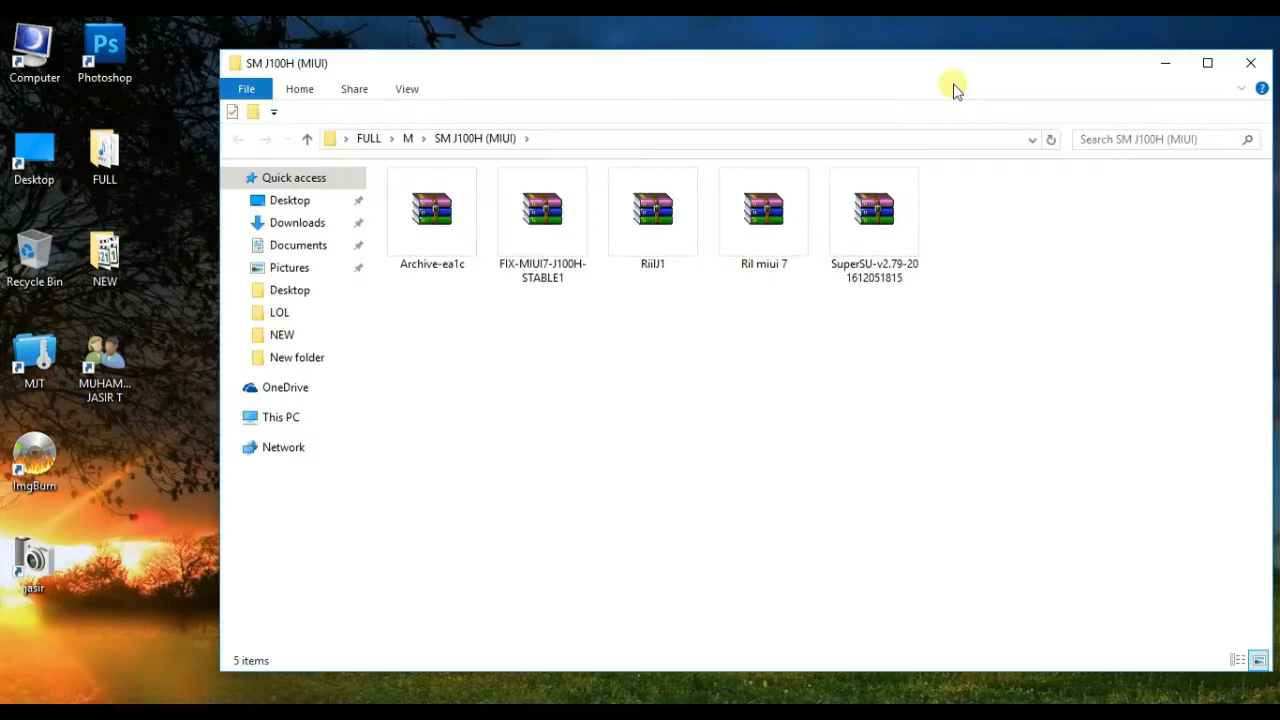 Computer
Photoshop
Desktop
FULL
Recycle Bin
NEW
MJT
MUHAM...
JASIR T
ImgBurn
jasir
SM J100H (MIUI)
File Home Share View
FULL M SM J100H (MIUI)
Search SM J100H (MIUI)
Quick access
Desktop
Downloads
Documents
Pictures
Desktop
LOL
NEW
New folder
OneDrive
This PC
Network
Archive-ea1c
FIX-MIUI7-J100H-
STABLE1
RiilJ1
Ril miui 7
SuperSU-v2.79-20
1612051815
5 items